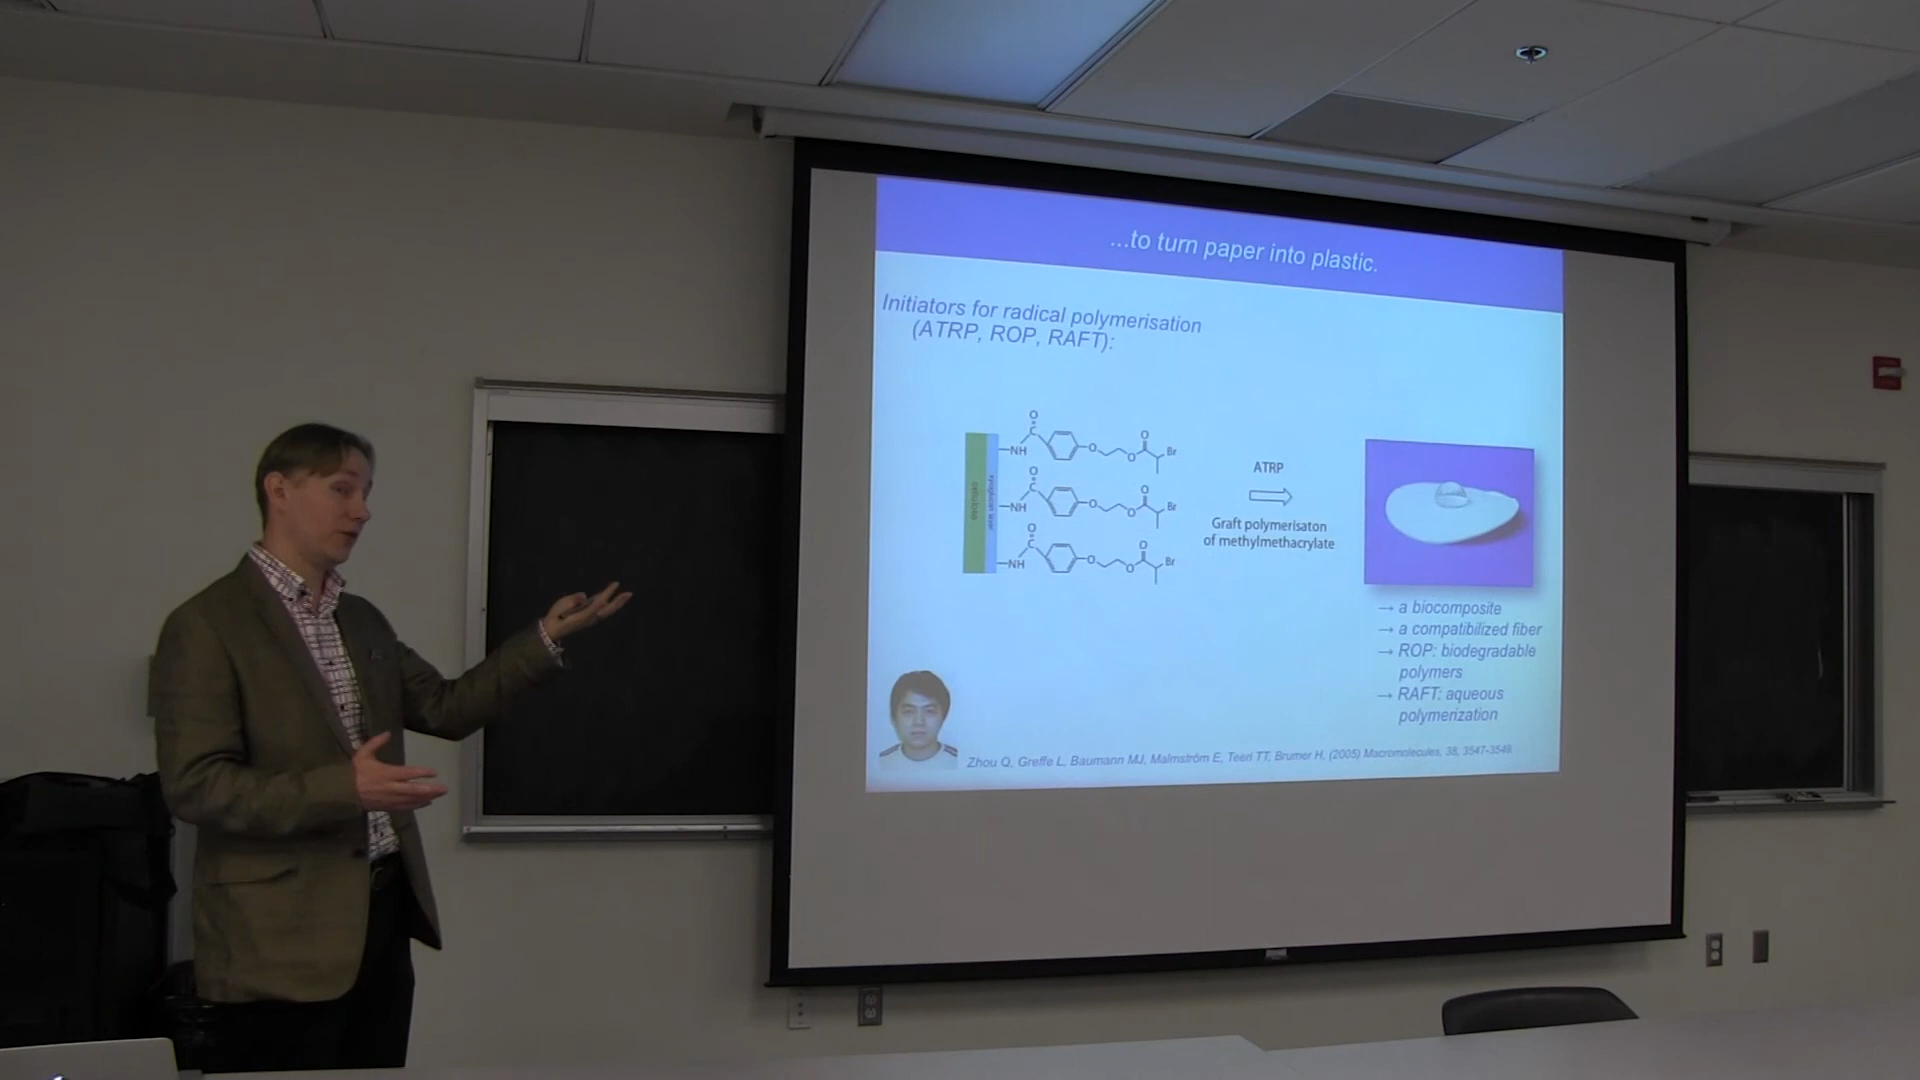 ...to turn paper into plastic.
Initiators for radical polymerisation
(ATRP, ROP, RAFT):
O
C
NH
O
O
O
Br
O
C
NH
O
O
O
Br
O
C
NH
O
O
O
Br
cellulose
ATRP
Graft polymerisaton
of methylmethacrylate
→ a biocomposite
→ a compatibilized fiber
→ ROP: biodegradable
polymers
→ RAFT: aqueous
polymerization
Zhou Q, Greffe L, Baumann MJ, Malmström E, Teeri TT, Brumer H, (2005) Macromolecules, 38, 3547-3549.